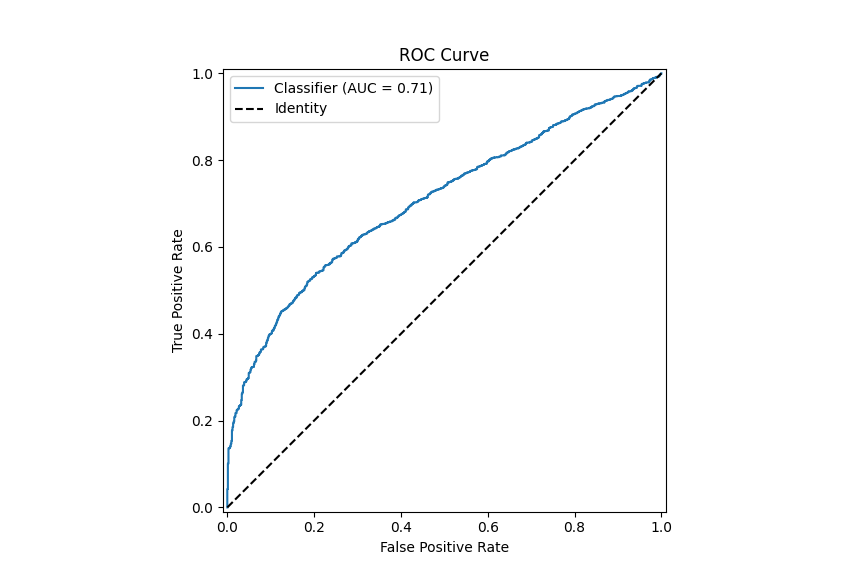 ROC Curve
Classifier (AUC = 0.71)
Identity
1.0
0.8
0.6
0.4
0.2
0.0
True Positive Rate
0.0 0.2 0.4 0.6 0.8 1.0
False Positive Rate